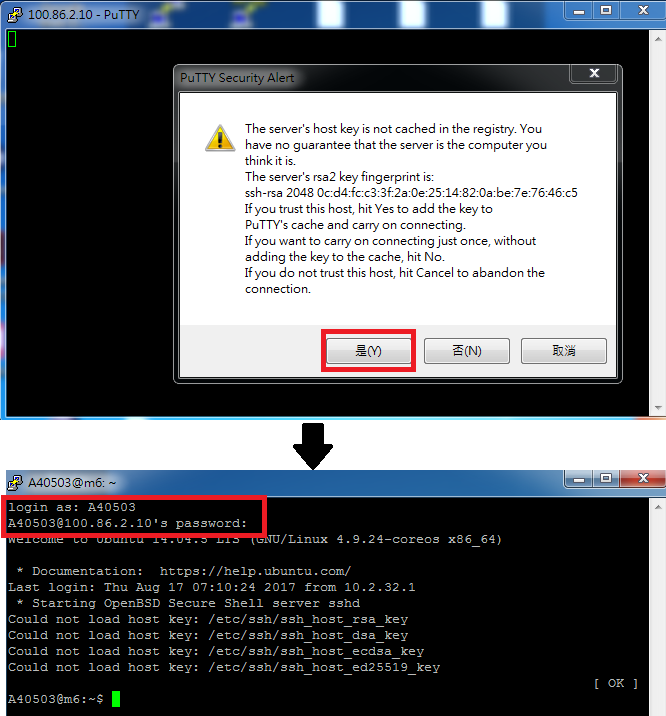 100.86.2.10 - PuTTY
PuTTY Security Alert
The server's host key is not cached in the registry. You
have no guarantee that the server is the computer you
think it is.
The server's rsa2 key fingerprint is:
ssh-rsa 2048 0c:d4:fc:c3:3f:2a:0e:25:14:82:0a:be:7e:76:46:c5
If you trust this host, hit Yes to add the key to
PuTTY's cache and carry on connecting.
If you want to carry on connecting just once, without
adding the key to the cache, hit No.
If you do not trust this host, hit Cancel to abandon the
connection.
是(Y) 否(N) 取消
A40503@m6: ~
login as: A40503
A40503@100.86.2.10's password:
Welcome to Ubuntu 14.04.5 LTS (GNU/Linux 4.9.24-coreos x86_64)
* Documentation: https://help.ubuntu.com/
Last login: Thu Aug 17 07:10:24 2017 from 10.2.32.1
* Starting OpenBSD Secure Shell server sshd
Could not load host key: /etc/ssh/ssh_host_rsa_key
Could not load host key: /etc/ssh/ssh_host_dsa_key
Could not load host key: /etc/ssh/ssh_host_ecdsa_key
Could not load host key: /etc/ssh/ssh_host_ed25519_key
[ OK ]
A40503@m6:~$